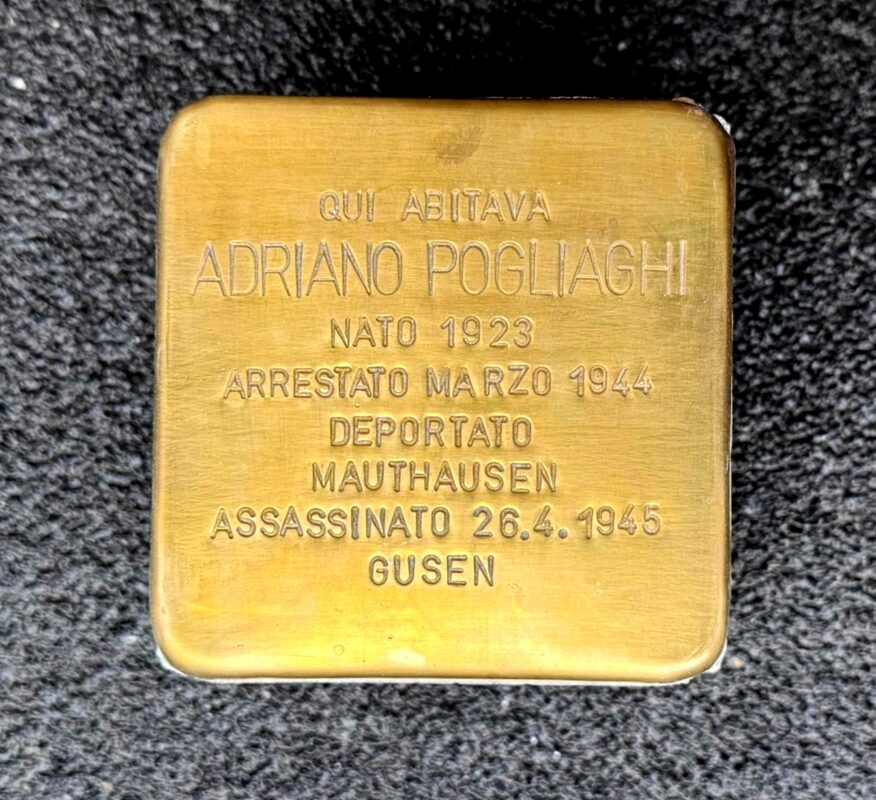 QUI ABITAVA
ADRIANO POGLIAGHI
NATO 1923
ARRESTATO MARZO 1944
DEPORTATO
MAUTHAUSEN
ASSASSINATO 26.4.1945
GUSEN